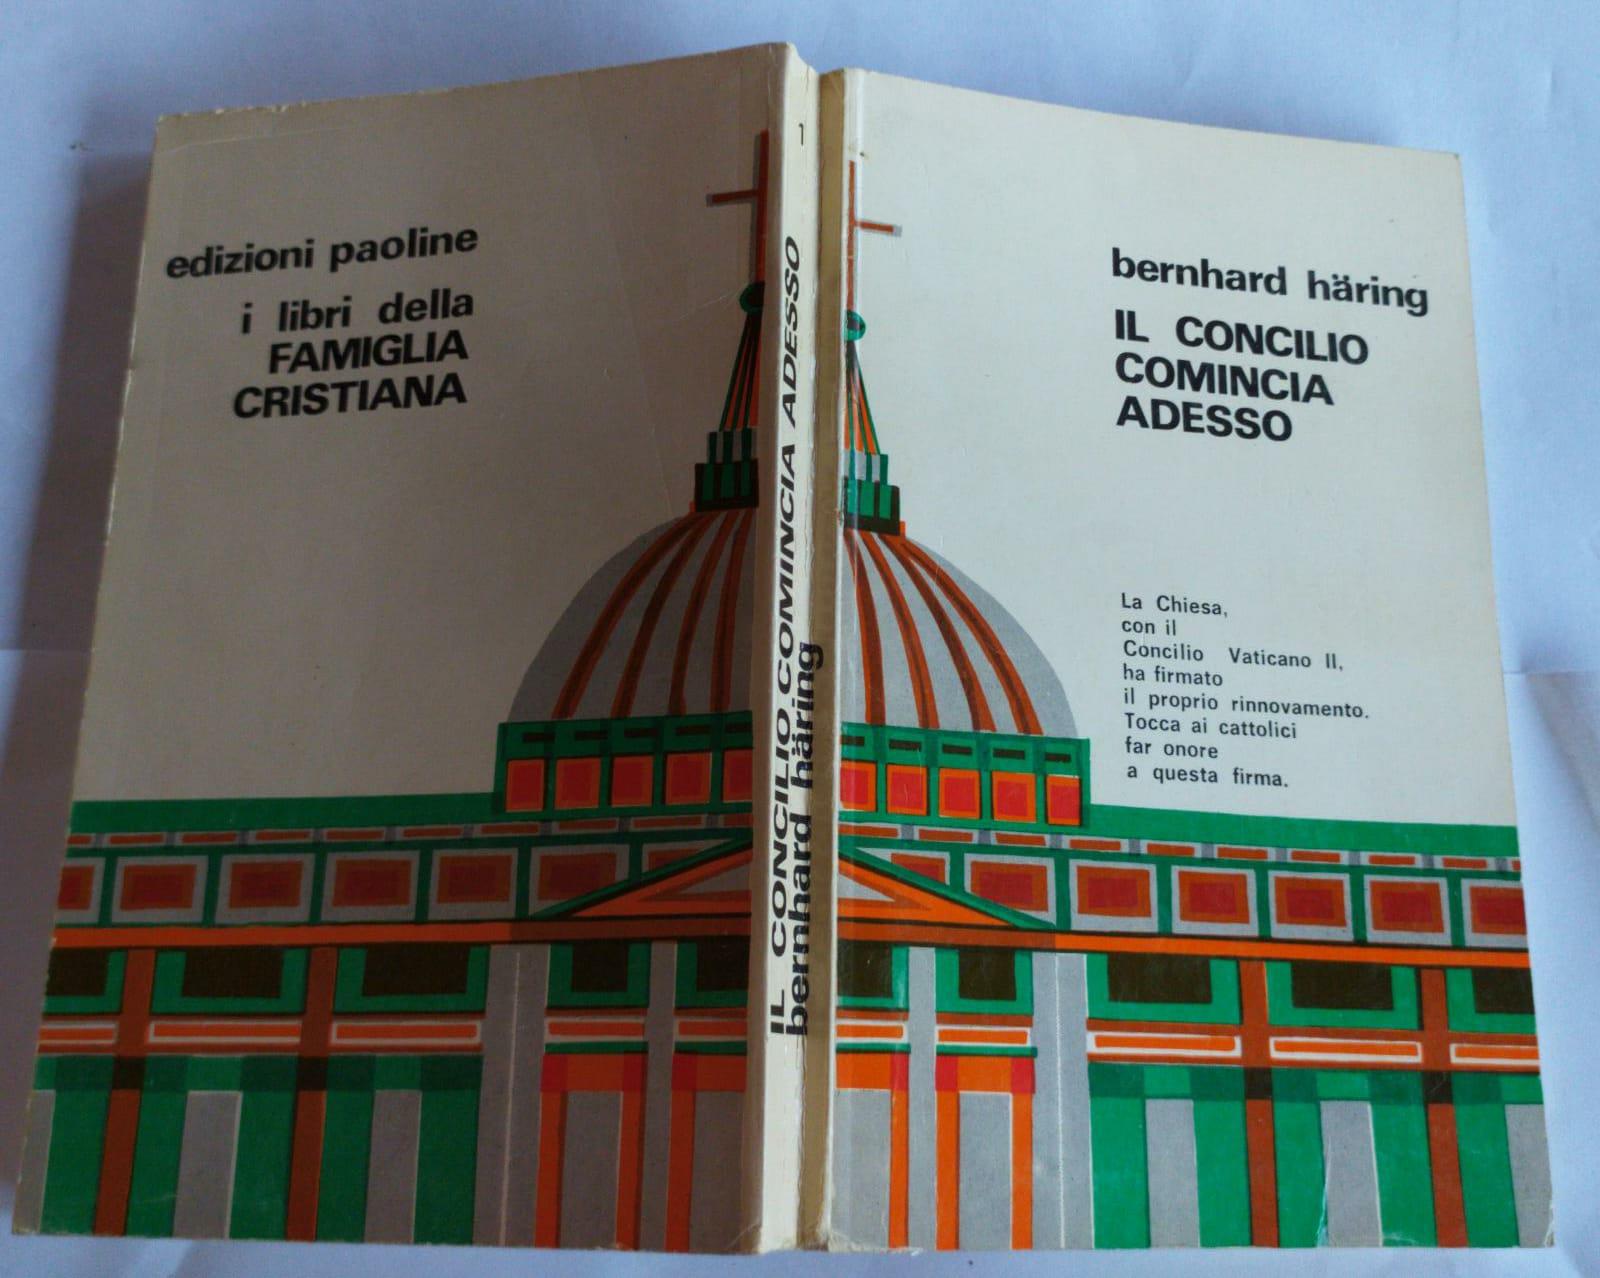 edizioni paoline
i libri della
FAMIGLIA
CRISTIANA
1
IL CONCILIO COMINCIA ADESSO
bernhard häring
bernhard häring
IL CONCILIO
COMINCIA
ADESSO
La Chiesa,
con il
Concilio Vaticano II,
ha firmato
il proprio rinnovamento.
Tocca ai cattolici
far onore
a questa firma.